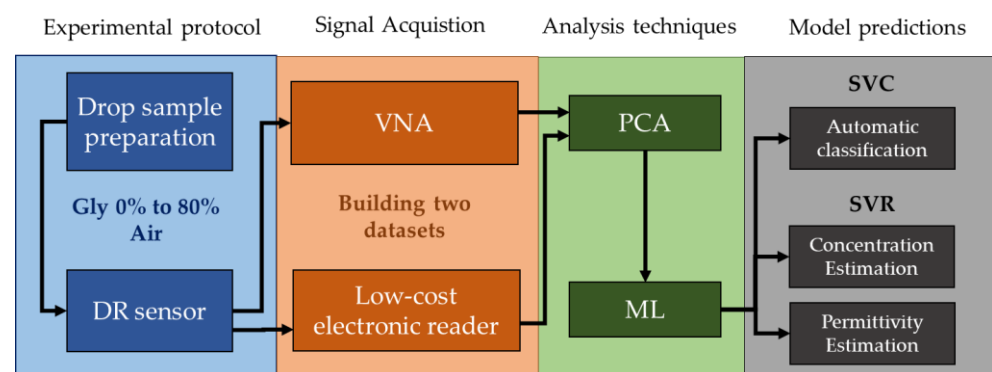 Experimental protocol
Signal Acquistion
Analysis techniques
Model predictions
Drop sample
preparation
Gly 0% to 80%
Air
DR sensor
VNA
Building two
datasets
Low-cost
electronic reader
PCA
ML
SVC
Automatic
classification
SVR
Concentration
Estimation
Permittivity
Estimation